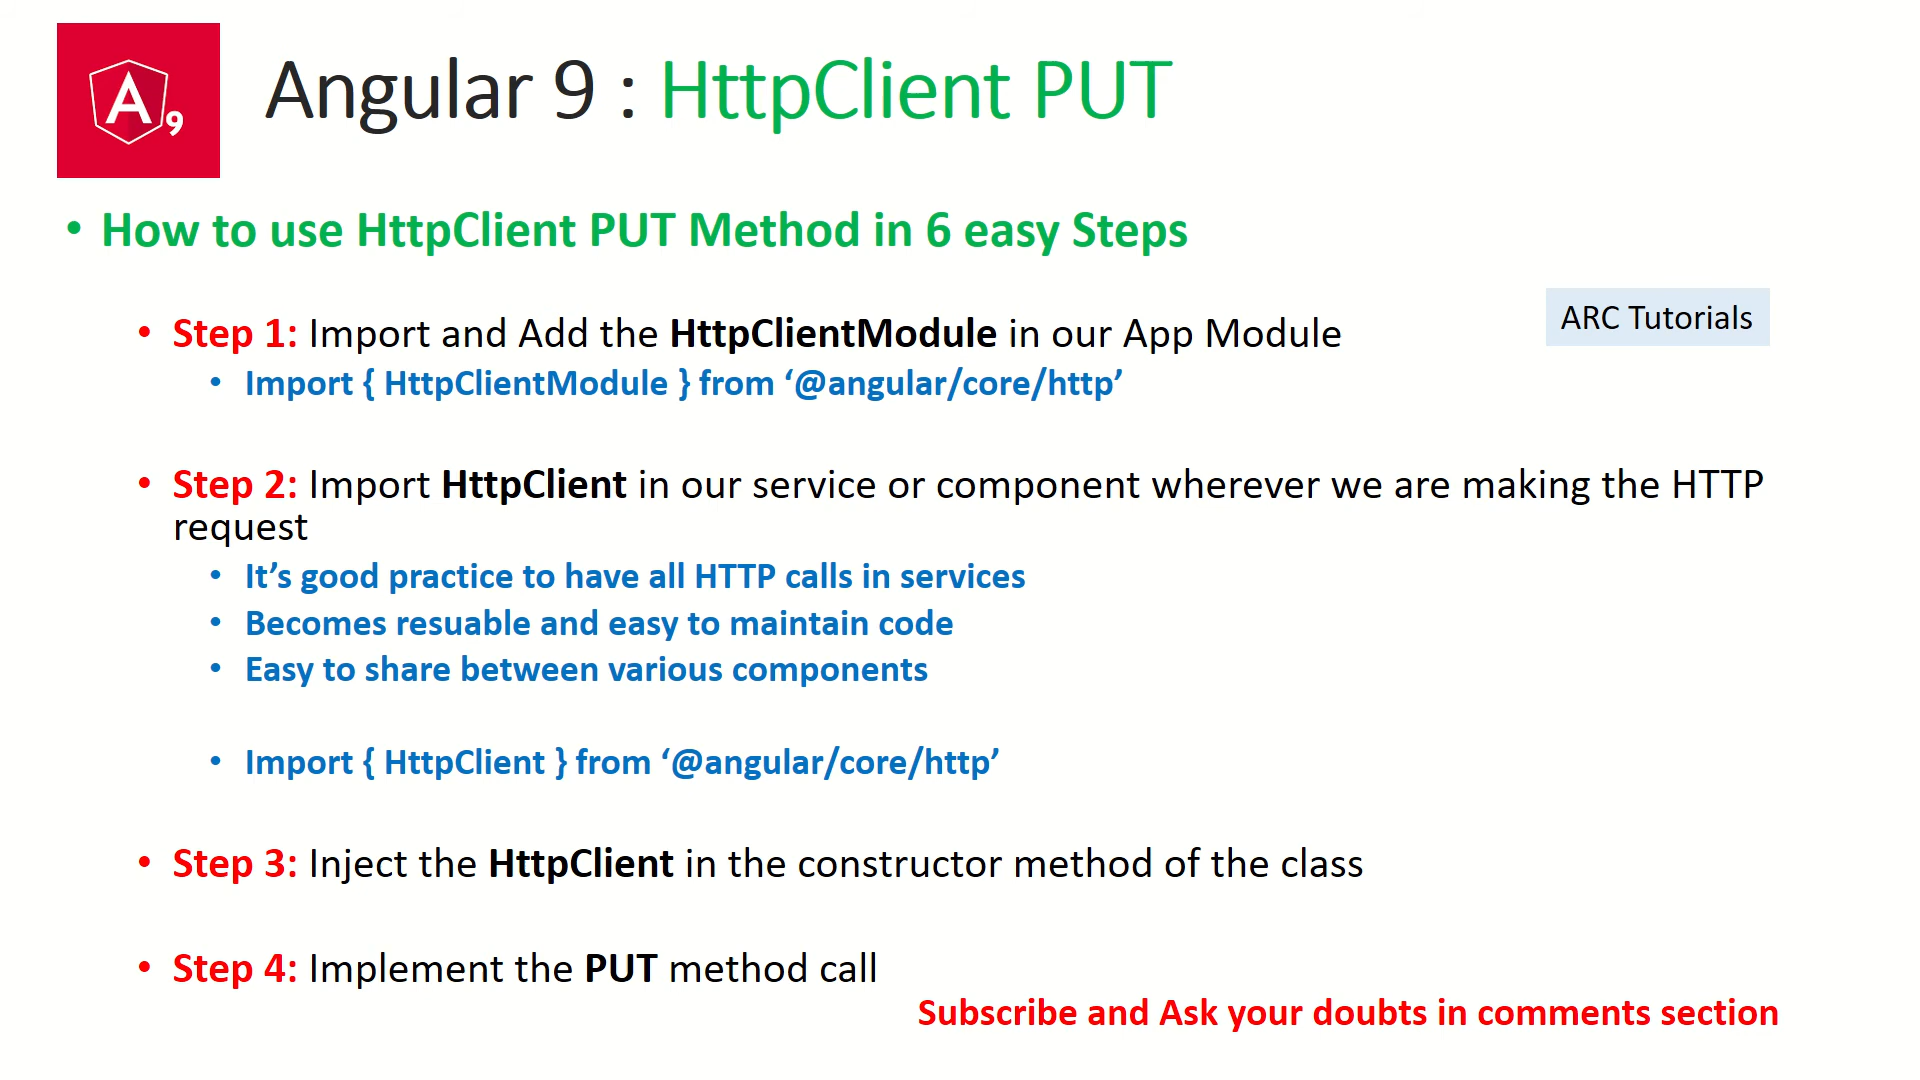 A9
Angular 9 : HttpClient PUT
• How to use HttpClient PUT Method in 6 easy Steps
• Step 1: Import and Add the HttpClientModule in our App Module
ARC Tutorials
• Import { HttpClientModule } from ‘@angular/core/http’
• Step 2: Import HttpClient in our service or component wherever we are making the HTTP
request
• It’s good practice to have all HTTP calls in services
• Becomes resuable and easy to maintain code
• Easy to share between various components
• Import { HttpClient } from ‘@angular/core/http’
• Step 3: Inject the HttpClient in the constructor method of the class
• Step 4: Implement the PUT method call
Subscribe and Ask your doubts in comments section